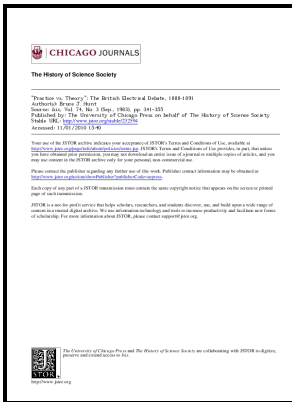 CHICAGO JOURNALS
The History of Science Society
"Practice vs. Theory": The British Electrical Debate, 1888-1891
Author(s): Bruce J. Hunt
Source: Isis, Vol. 74, No. 3 (Sep., 1983), pp. 341-355
Published by: The University of Chicago Press on behalf of The History of Science Society
Stable URL: http://www.jstor.org/stable/232594
Accessed: 11/01/2010 15:40
Your use of the JSTOR archive indicates your acceptance of JSTOR's Terms and Conditions of Use, available at
http://www.jstor.org/page/info/about/policies/terms.jsp. JSTOR's Terms and Conditions of Use provides, in part, that unless
you have obtained prior permission, you may not download an entire issue of a journal or multiple copies of articles, and you
may use content in the JSTOR archive only for your personal, non-commercial use.
Please contact the publisher regarding any further use of this work. Publisher contact information may be obtained at
http://www.jstor.org/action/showPublisher?publisherCode=ucpress.
Each copy of any part of a JSTOR transmission must contain the same copyright notice that appears on the screen or printed
page of such transmission.
JSTOR is a not-for-profit service that helps scholars, researchers, and students discover, use, and build upon a wide range of
content in a trusted digital archive. We use information technology and tools to increase productivity and facilitate new forms
of scholarship. For more information about JSTOR, please contact support@jstor.org.
The University of Chicago Press and The History of Science Society are collaborating with JSTOR to digitize,
preserve and extend access to Isis.
JSTOR
http://www.jstor.org